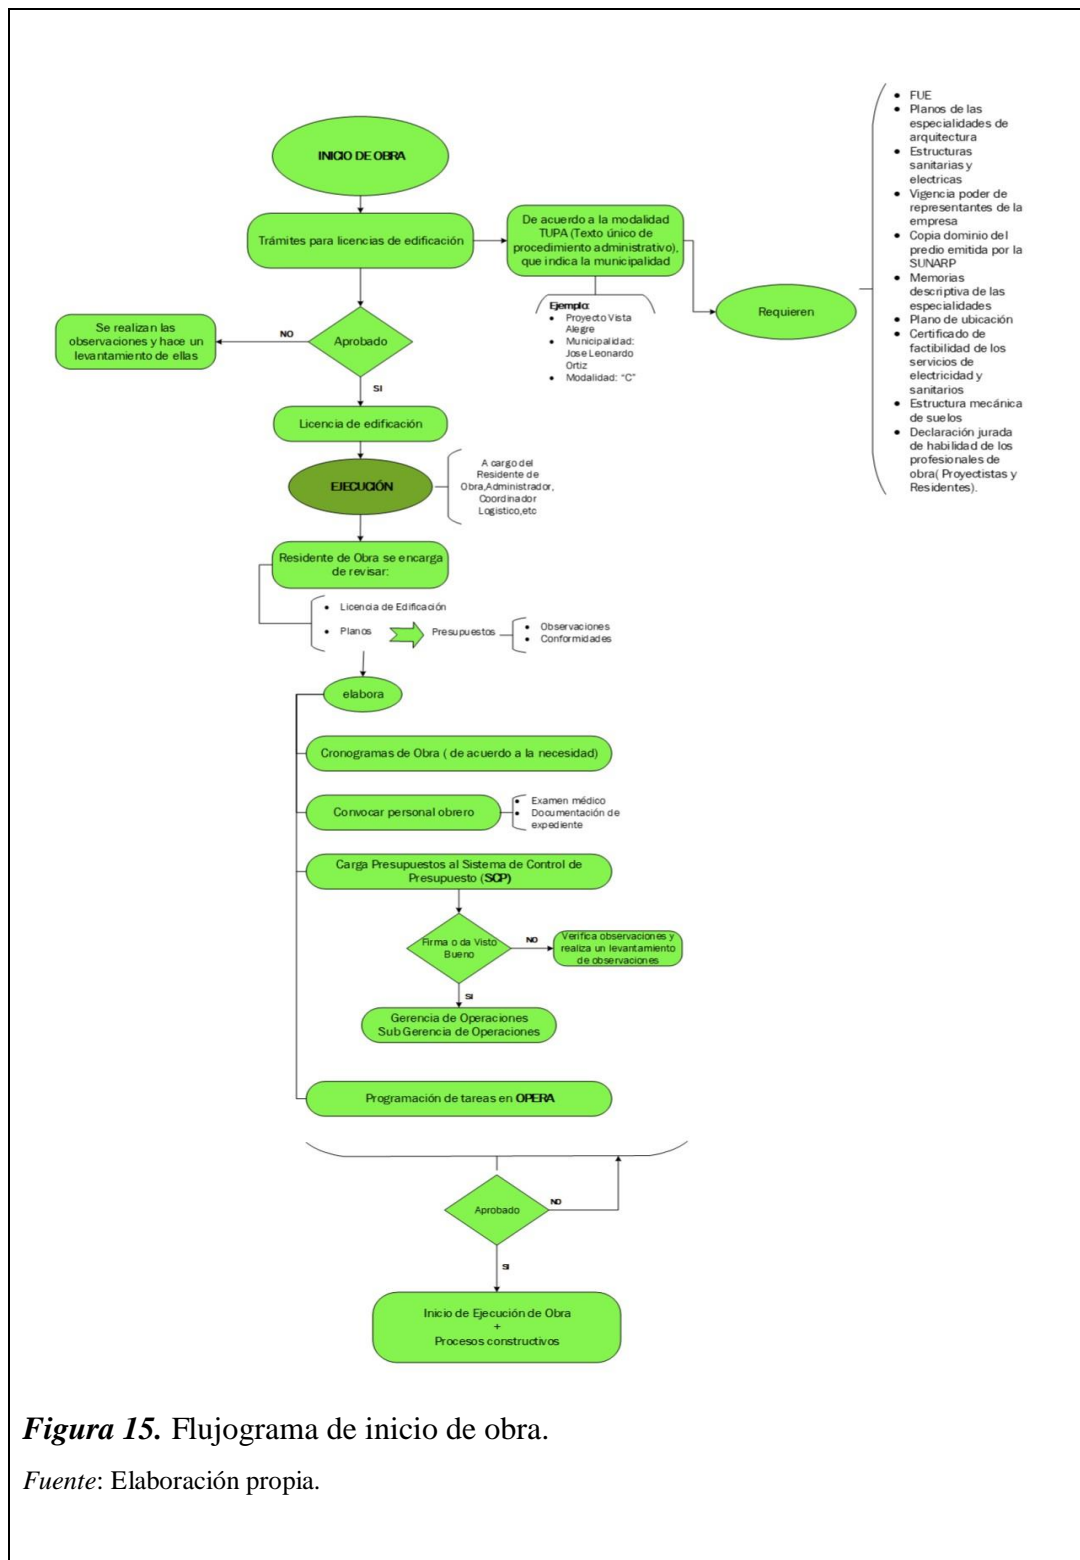 INICIO DE OBRA
Trámites para licencias de edificación
De acuerdo a la modalidad
TUPA (Texto único de
procedimiento administrativo),
que indica la municipalidad
Ejemplo:
• Proyecto Vista
Alegre
• Municipalidad:
Jose Leonardo
Ortiz
• Modalidad: “C”
Requieren
• FUE
• Planos de las
especialidades de
arquitectura
• Estructuras
sanitarias y
electricas
• Vigencia poder de
representantes de la
empresa
• Copia dominio del
predio emitida por la
SUNARP
• Memorias
descriptiva de las
especialidades
• Plano de ubicación
• Certificado de
factibilidad de los
servicios de
electricidad y
sanitarios
• Estructura mecánica
de suelos
• Declaración jurada
de habilidad de los
profesionales de
obra( Proyectistas y
Residentes).
Aprobado
NO
Se realizan las
observaciones y hace un
levantamiento de ellas
SI
Licencia de edificación
EJECUCIÓN
A cargo del
Residente de
Obra,Administrador,
Coordinador
Logistico,etc
Residente de Obra se encarga
de revisar:
• Licencia de Edificación
• Planos
Presupuestos
• Observaciones
• Conformidades
elabora
Cronogramas de Obra ( de acuerdo a la necesidad)
Convocar personal obrero
• Examen médico
• Documentación de
expediente
Carga Presupuestos al Sistema de Control de
Presupuesto (SCP)
Firma o da Visto
Bueno
NO
Verifica observaciones y
realiza un levantamiento
de observaciones
SI
Gerencia de Operaciones
Sub Gerencia de Operaciones
Programación de tareas en OPERA
Aprobado
NO
SI
Inicio de Ejecución de Obra
+
Procesos constructivos
Figura 15. Flujograma de inicio de obra.
Fuente: Elaboración propia.